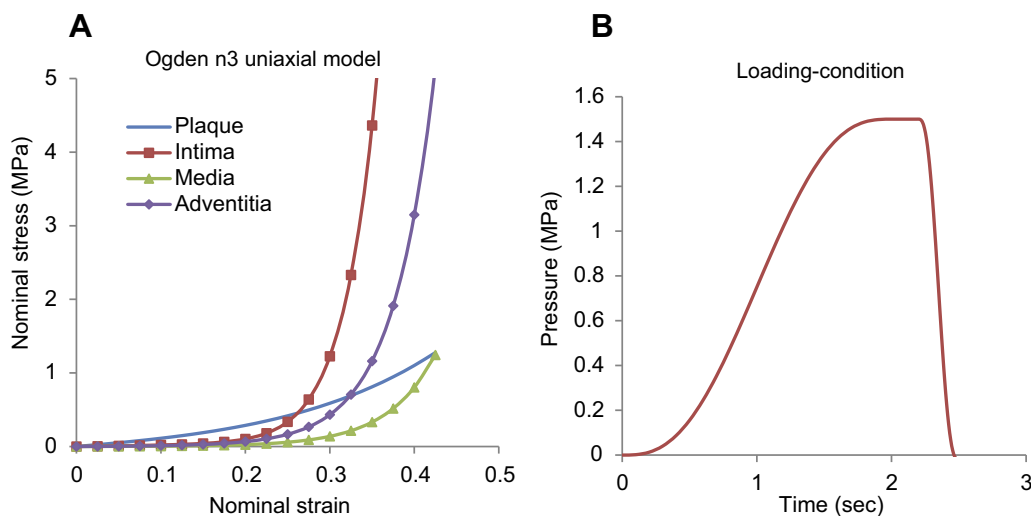 A
Ogden n3 uniaxial model
5
4
3
2
1
0
Nominal stress (MPa)
Plaque
Intima
Media
Adventitia
0
0.1
0.2
0.3
0.4
0.5
Nominal strain
B
Loading-condition
1.6
1.4
1.2
1
0.8
0.6
0.4
0.2
0
Pressure (MPa)
0
1
2
3
Time (sec)